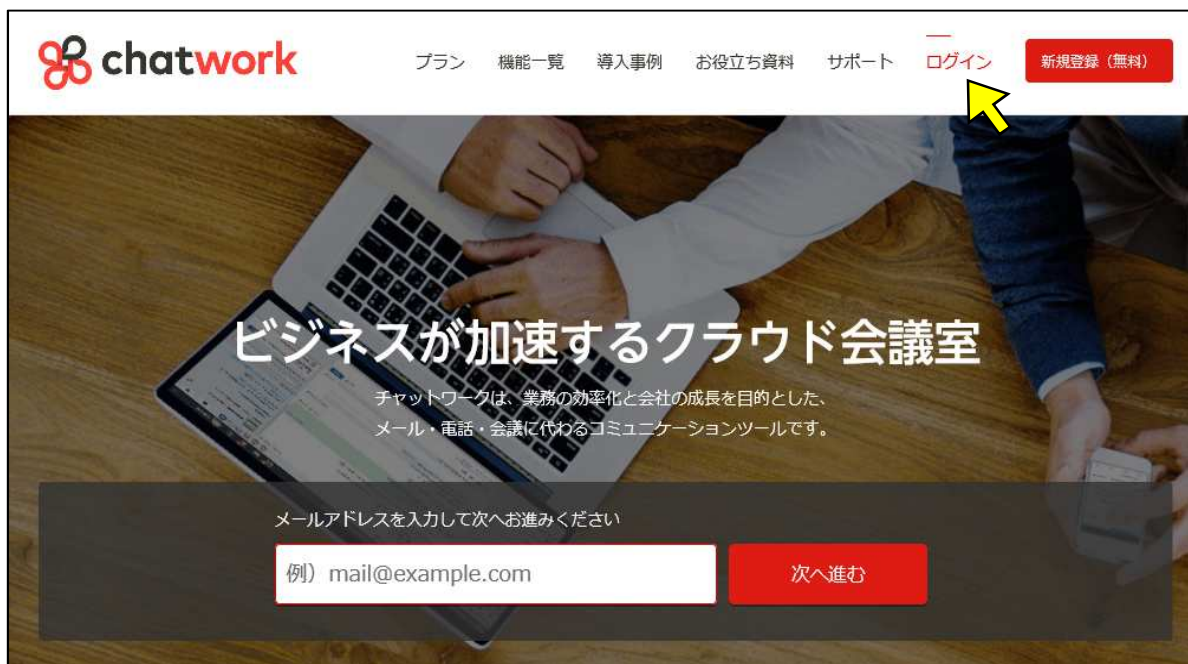 chatwork
プラン 機能一覧 導入事例 お役立ち資料 サポート ログイン 新規登録（無料）
ビジネスが加速するクラウド会議室
チャットワークは、業務の効率化と会社の成長を目的とした、
メール・電話・会議に代わるコミュニケーションツールです。
メールアドレスを入力して次へお進みください
例）mail@example.com 次へ進む